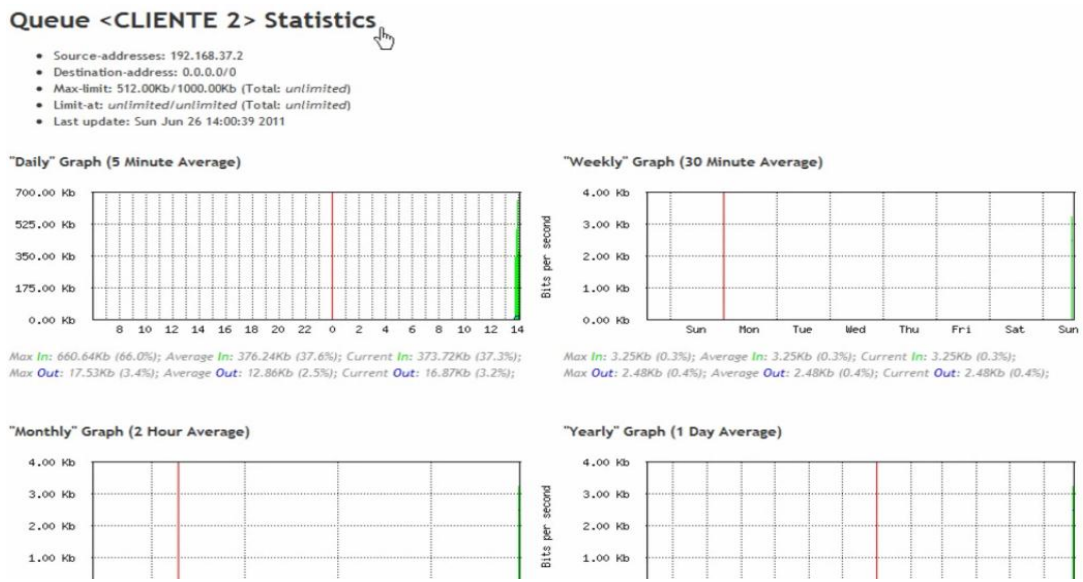 Queue <CLIENTE 2> Statistics
Source-addresses: 192.168.37.2
Destination-address: 0.0.0.0/0
Max-limit: 512.00Kb/1000.00Kb (Total: unlimited)
Limit-at: unlimited/unlimited (Total: unlimited)
Last update: Sun Jun 26 14:00:39 2011
"Daily" Graph (5 Minute Average)
700.00 Kb
525.00 Kb
350.00 Kb
175.00 Kb
0.00 Kb
8 10 12 14 16 18 20 22 0 2 4 6 8 10 12 14
Max In: 660.64Kb (66.0%); Average In: 376.24Kb (37.6%); Current In: 373.72Kb (37.3%);
Max Out: 17.53Kb (3.4%); Average Out: 12.86Kb (2.5%); Current Out: 16.87Kb (3.2%);
"Weekly" Graph (30 Minute Average)
Bits per second
4.00 Kb
3.00 Kb
2.00 Kb
1.00 Kb
0.00 Kb
Sun Mon Tue Wed Thu Fri Sat Sun
Max In: 3.25Kb (0.3%); Average In: 3.25Kb (0.3%); Current In: 3.25Kb (0.3%);
Max Out: 2.48Kb (0.4%); Average Out: 2.48Kb (0.4%); Current Out: 2.48Kb (0.4%);
"Monthly" Graph (2 Hour Average)
4.00 Kb
3.00 Kb
2.00 Kb
1.00 Kb
"Yearly" Graph (1 Day Average)
Bits per second
4.00 Kb
3.00 Kb
2.00 Kb
1.00 Kb